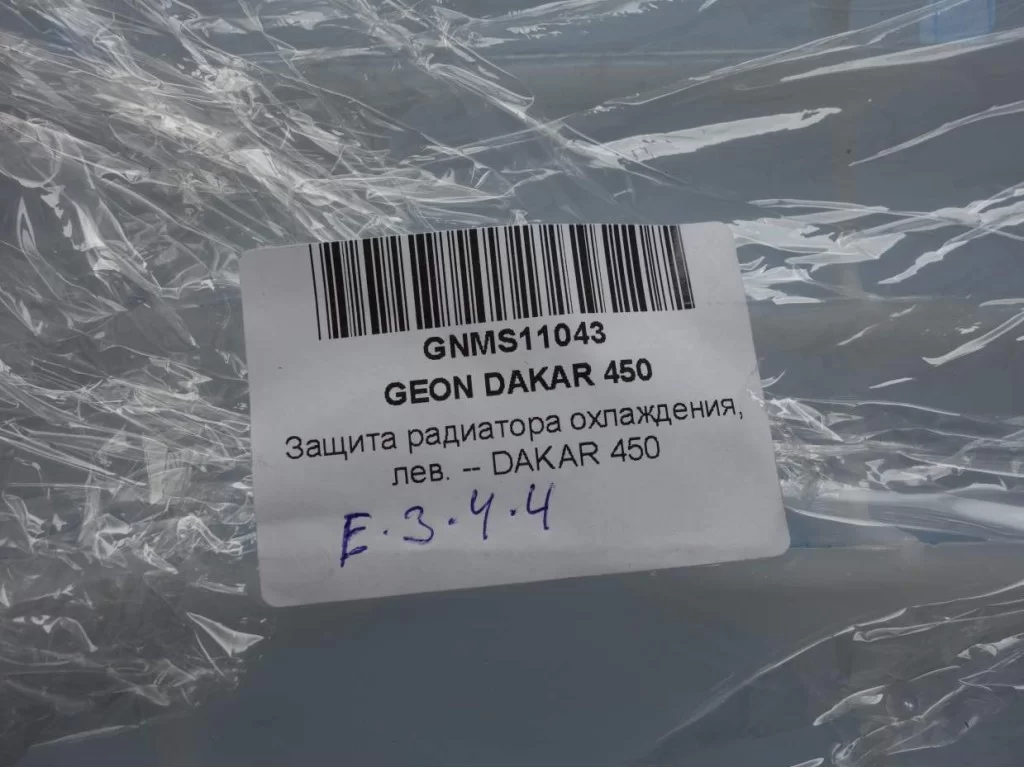 GNMS11043
GEON DAKAR 450
Защита радиатора охлаждения,
лев. -- DAKAR 450
E.3.4.4